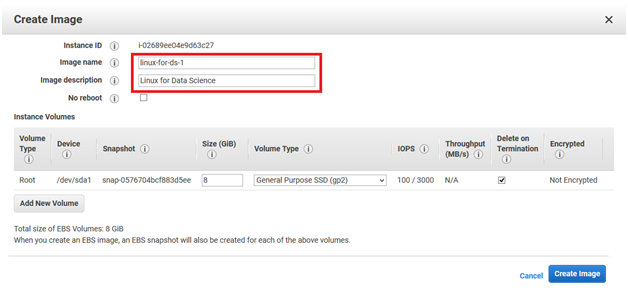 Create Image
Instance ID i-02689ee04e9d63c27
Image name linux-for-ds-1
Image description Linux for Data Science
No reboot
Instance Volumes
Volume Type Device Snapshot Size (GiB) Volume Type IOPS Throughput (MB/s) Delete on Termination Encrypted
Root /dev/sda1 snap-0576704bcf883d5ee 8 General Purpose SSD (gp2) 100 / 3000 N/A Not Encrypted
Add New Volume
Total size of EBS Volumes: 8 GiB
When you create an EBS image, an EBS snapshot will also be created for each of the above volumes.
Cancel Create Image